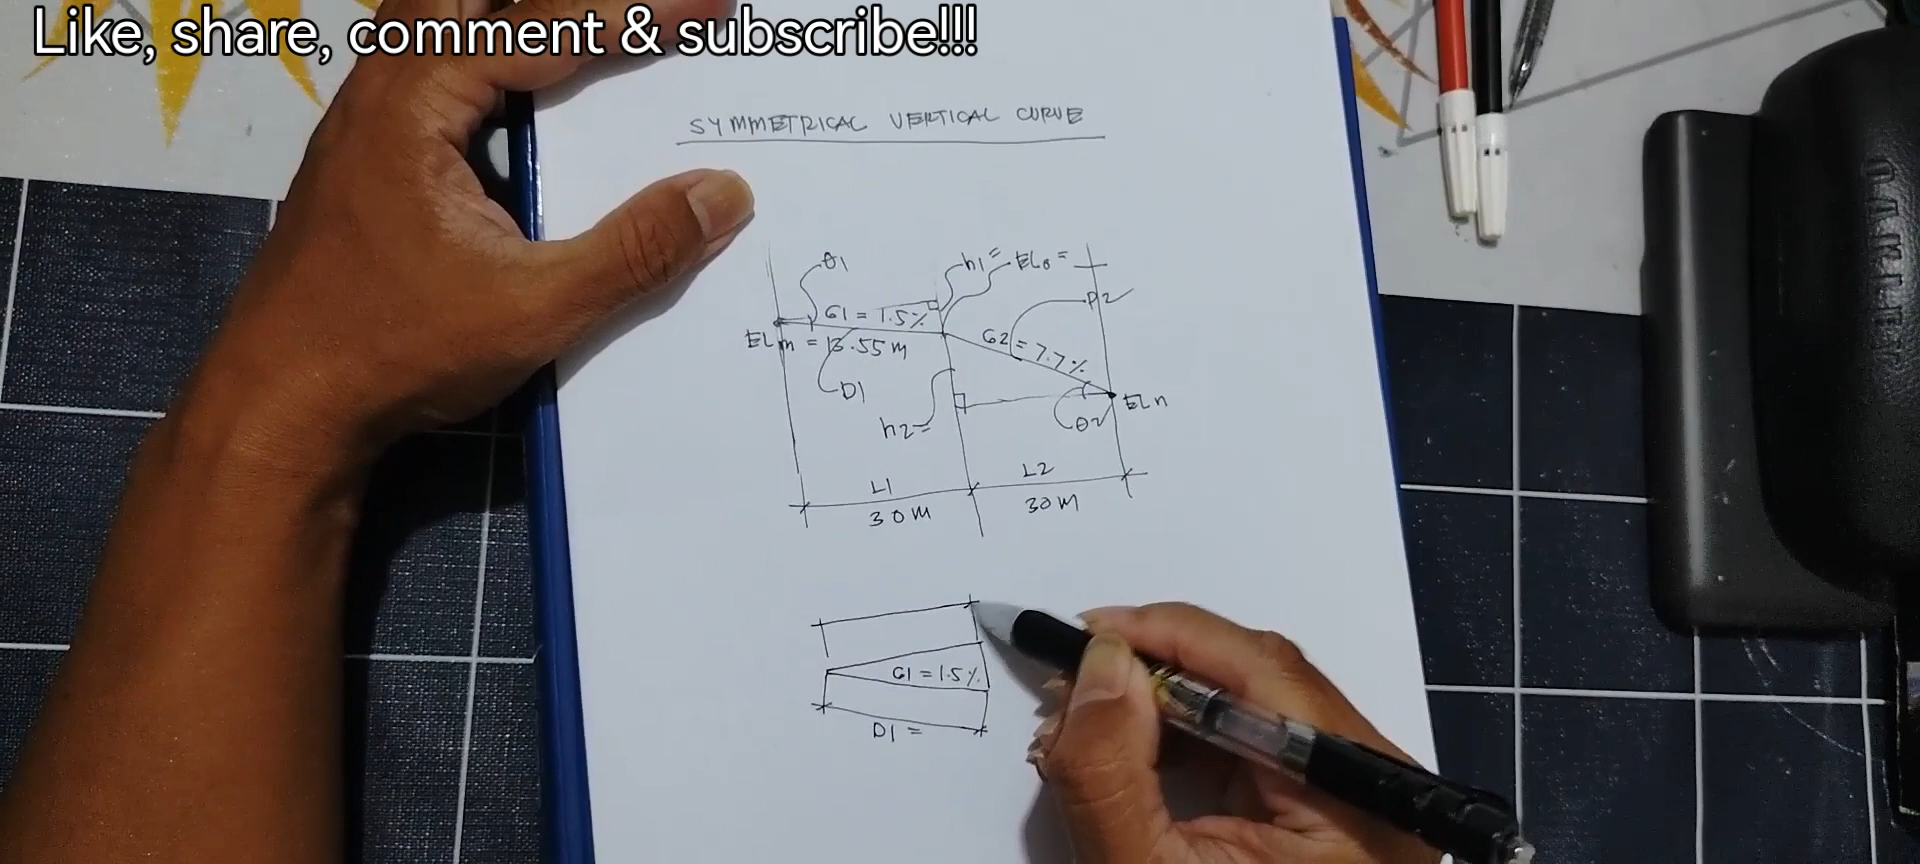 Like, share, comment & subscribe!!!
SYMMETRICAL VERTICAL CURVE
θ1
h1 =
ELo =
G1 = 1.5%
P2
ELm = 13.55 m
G2 = 7.7%
D1
ELn
h2 =
θ2
L1
L2
30 m
30 m
G1 = 1.5%
D1 =